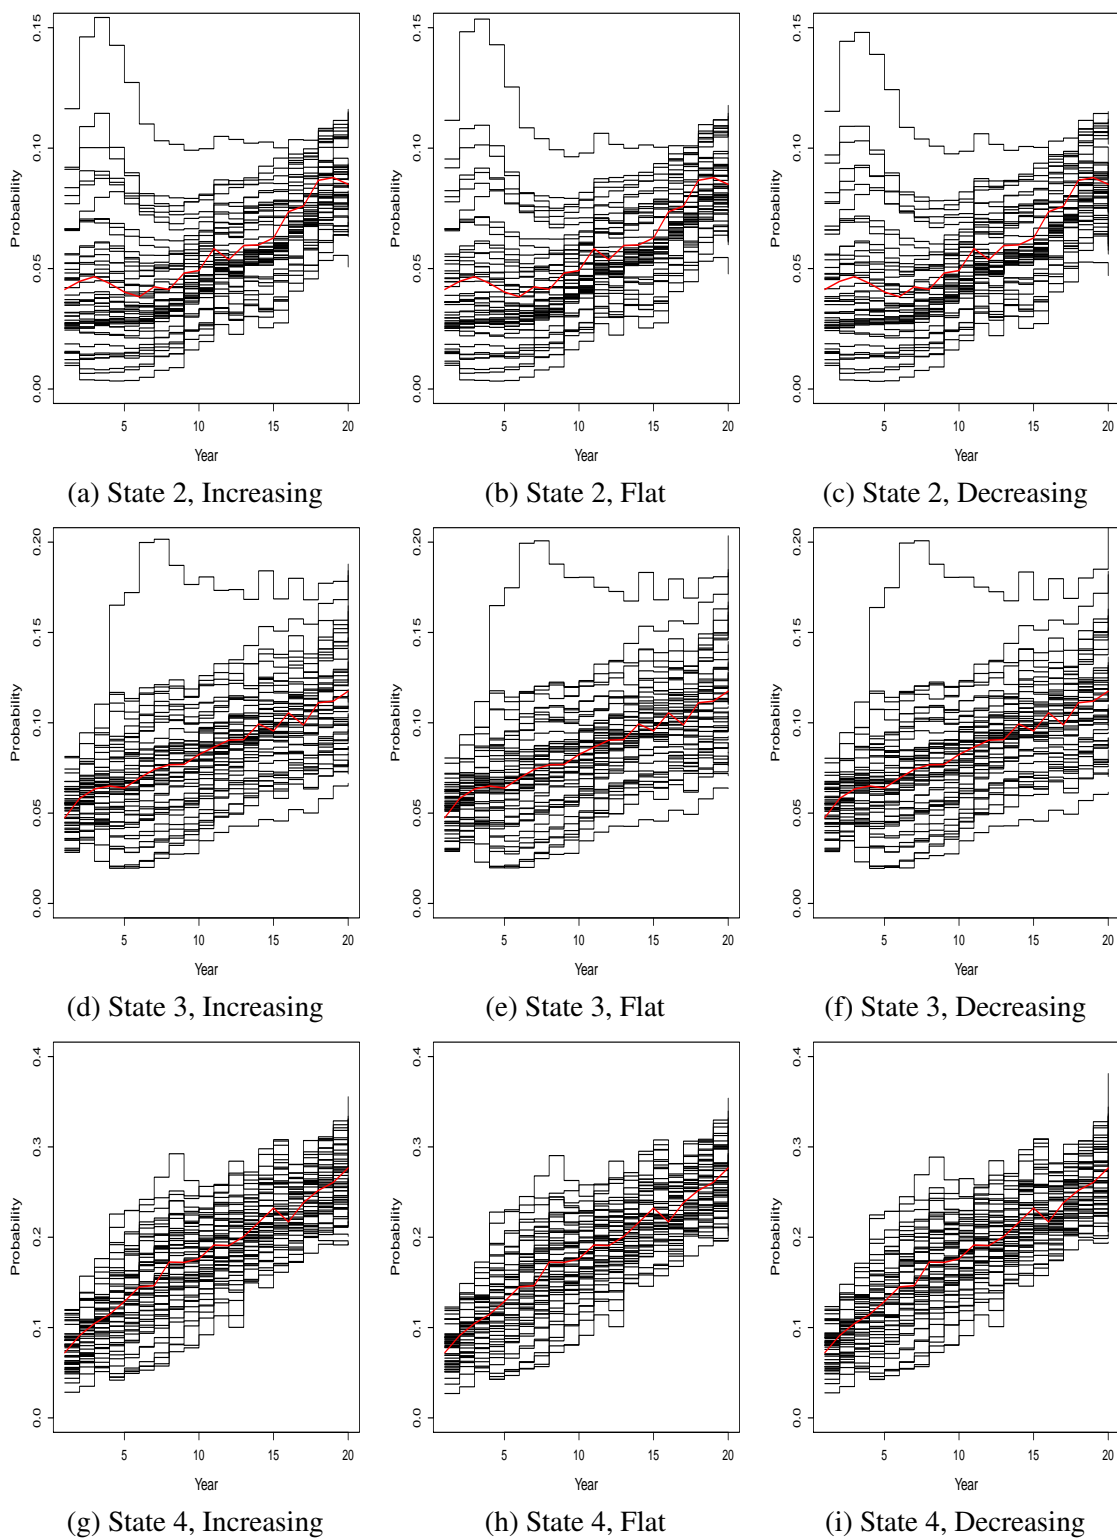 0.15
0.10
0.05
0.00
Probability
5 10 15 20
Year
(a) State 2, Increasing
0.15
0.10
0.05
0.00
Probability
5 10 15 20
Year
(b) State 2, Flat
0.15
0.10
0.05
0.00
Probability
5 10 15 20
Year
(c) State 2, Decreasing
0.20
0.15
0.10
0.05
0.00
Probability
5 10 15 20
Year
(d) State 3, Increasing
0.20
0.15
0.10
0.05
0.00
Probability
5 10 15 20
Year
(e) State 3, Flat
0.20
0.15
0.10
0.05
0.00
Probability
5 10 15 20
Year
(f) State 3, Decreasing
0.4
0.3
0.2
0.1
0.0
Probability
5 10 15 20
Year
(g) State 4, Increasing
0.4
0.3
0.2
0.1
0.0
Probability
5 10 15 20
Year
(h) State 4, Flat
0.4
0.3
0.2
0.1
0.0
Probability
5 10 15 20
Year
(i) State 4, Decreasing